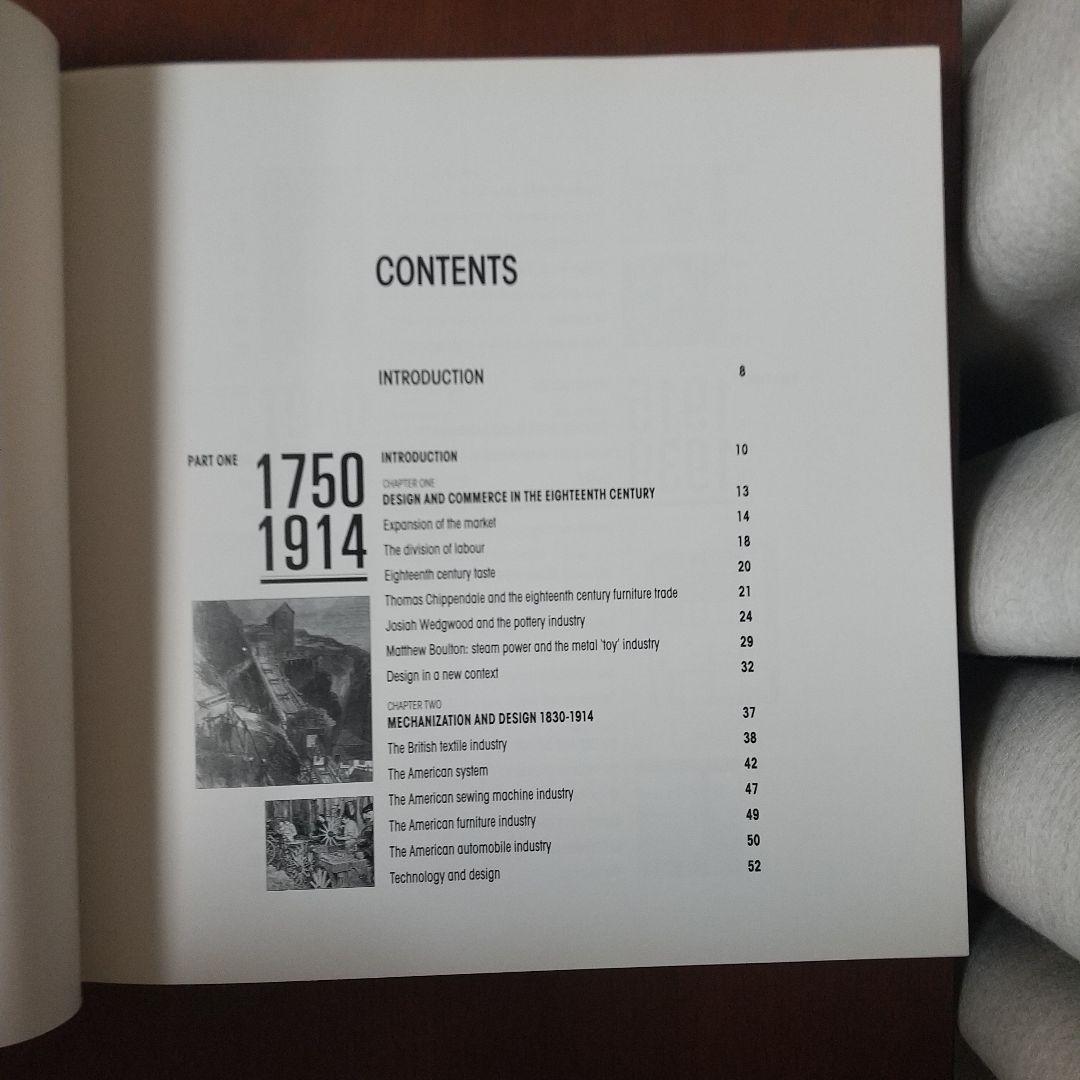 CONTENTS
INTRODUCTION 8
PART ONE
1750
1914
INTRODUCTION 10
CHAPTER ONE
DESIGN AND COMMERCE IN THE EIGHTEENTH CENTURY 13
Expansion of the market 14
The division of labour 18
Eighteenth century taste 20
Thomas Chippendale and the eighteenth century furniture trade 21
Josiah Wedgwood and the pottery industry 24
Matthew Boulton: steam power and the metal 'toy' industry 29
Design in a new context 32
CHAPTER TWO
MECHANIZATION AND DESIGN 1830-1914 37
The British textile industry 38
The American system 42
The American sewing machine industry 47
The American furniture industry 49
The American automobile industry 50
Technology and design 52